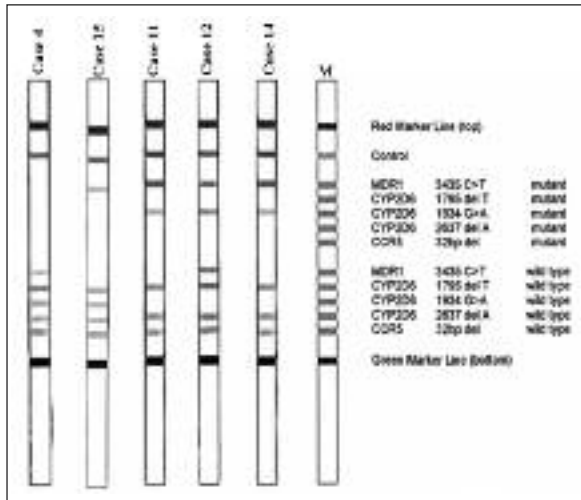 Case 4
Case 15
Case 11
Case 12
Case 14
M
Red Marker Line (top)
Control
MDR1 3435 C>T mutant
CYP2D6 1795 del T mutant
CYP2D6 1934 G>A mutant
CYP2D6 2637 del A mutant
CCR5 32bp del mutant
MDR1 3435 C>T wild type
CYP2D6 1795 del T wild type
CYP2D6 1934 G>A wild type
CYP2D6 2637 del A wild type
CCR5 32bp del wild type
Green Marker Line (bottom)